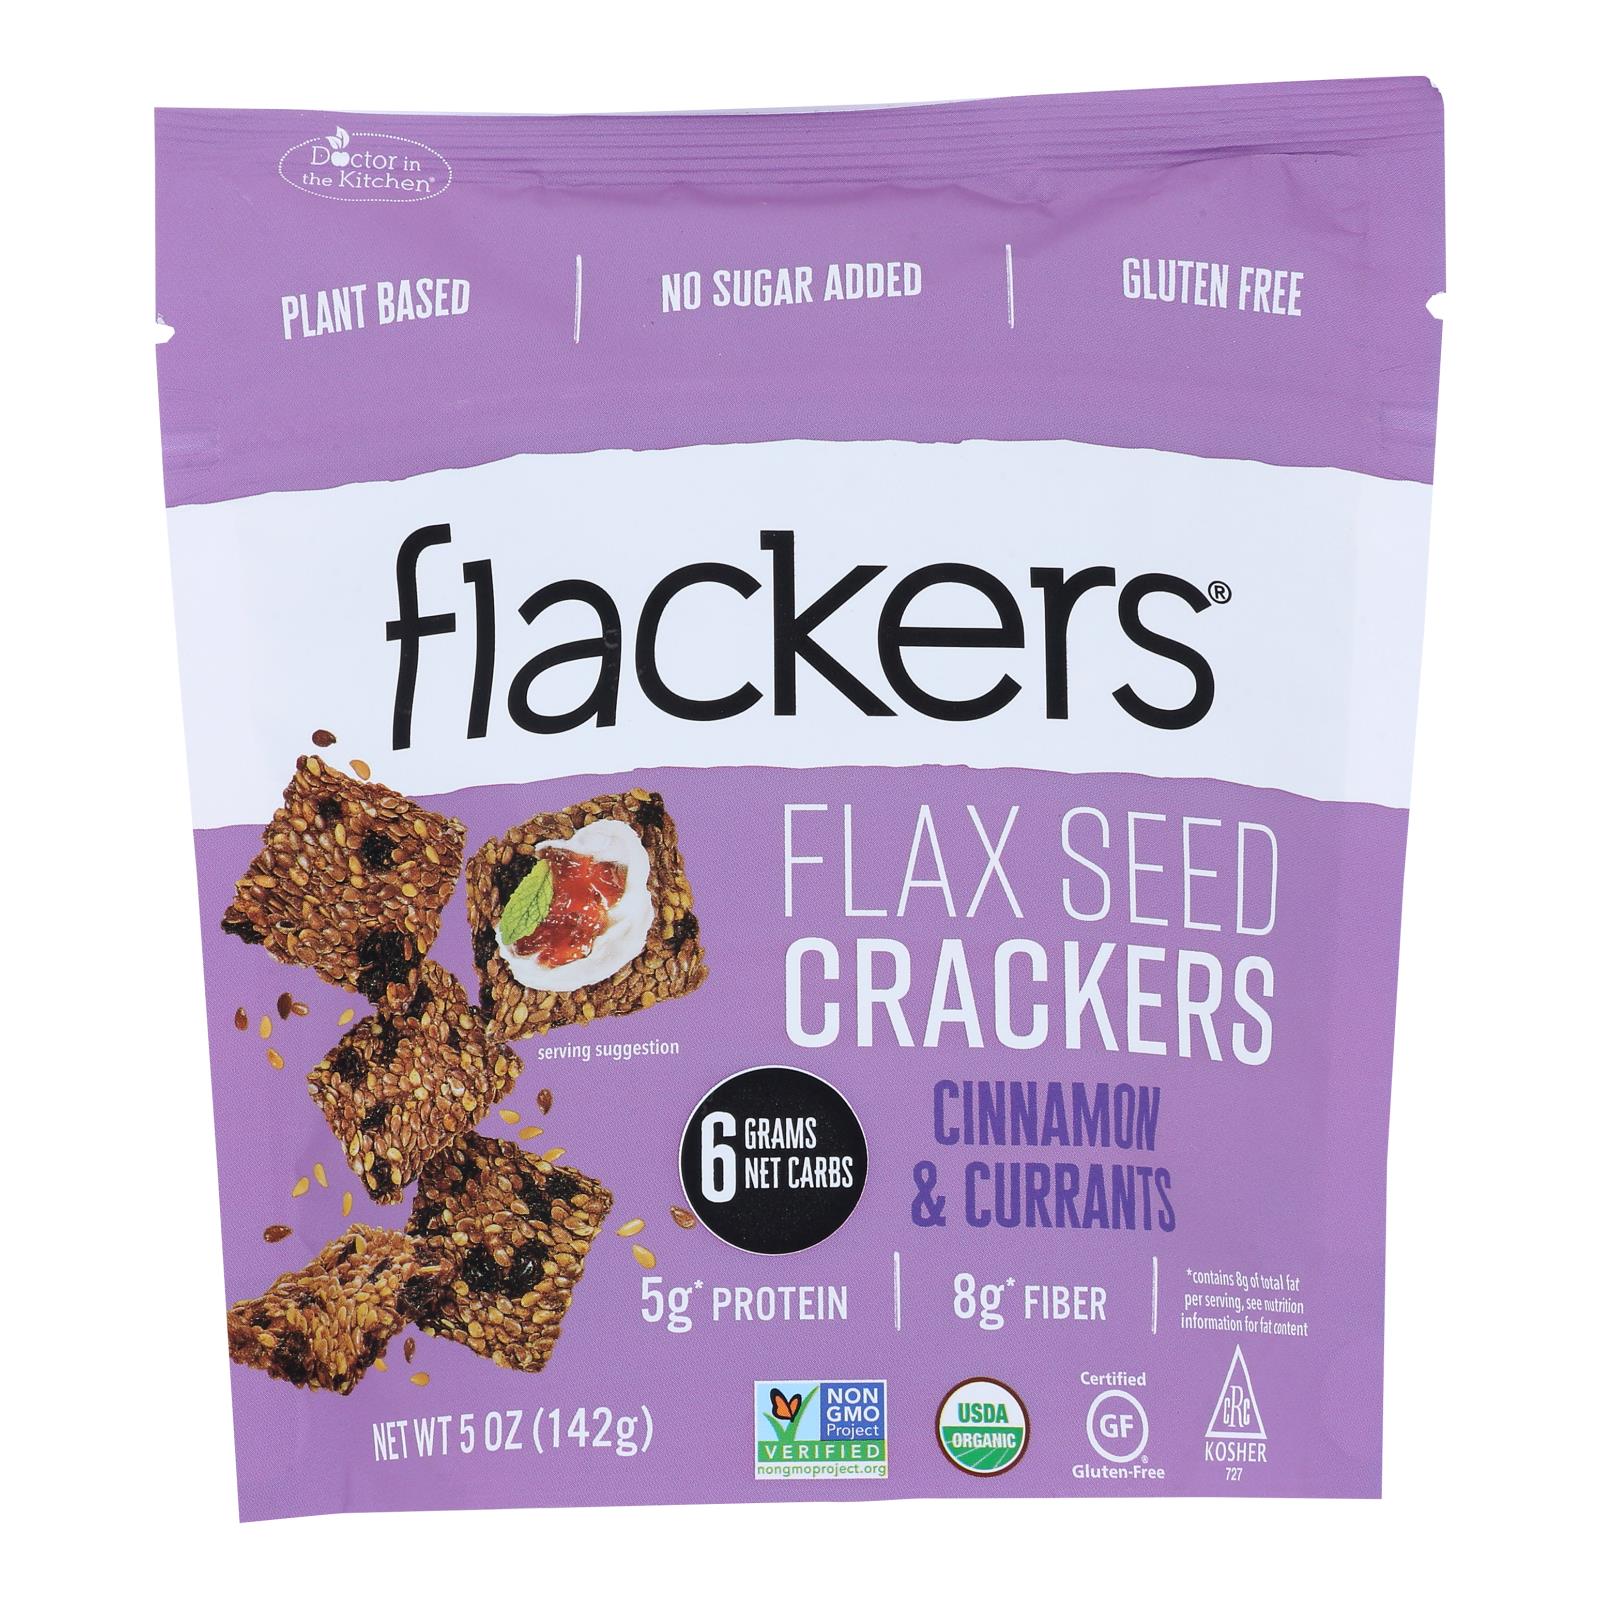 Doctor in
the Kitchen®
PLANT BASED
NO SUGAR ADDED
GLUTEN FREE
flackers®
FLAX SEED
CRACKERS
serving suggestion
CINNAMON
& CURRANTS
6 GRAMS
NET CARBS
5g* PROTEIN
8g* FIBER
*contains 8g of total fat
per serving, see nutrition
information for fat content
NET WT 5 OZ (142g)
NON
GMO
Project
VERIFIED
nongmoproject.org
USDA
ORGANIC
Certified
GF®
Gluten-Free
cRc
KOSHER
727